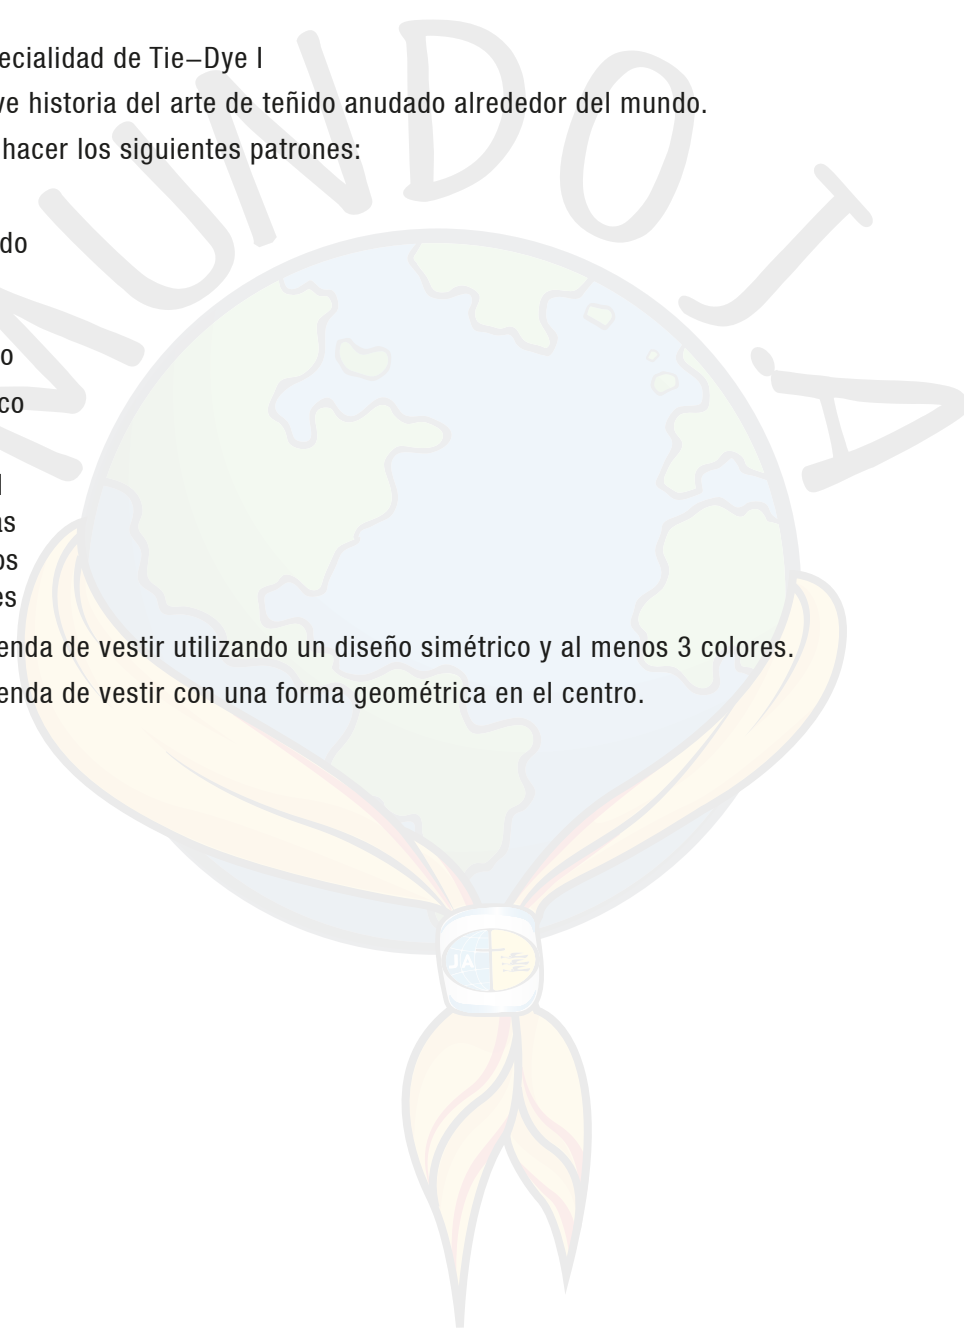 ecialidad de Tie–Dye I
ve historia del arte de teñido anudado alrededor del mundo.
hacer los siguientes patrones:
do
o
co
l
as
os
es
enda de vestir utilizando un diseño simétrico y al menos 3 colores.
enda de vestir con una forma geométrica en el centro.
MUNDO JA
JA